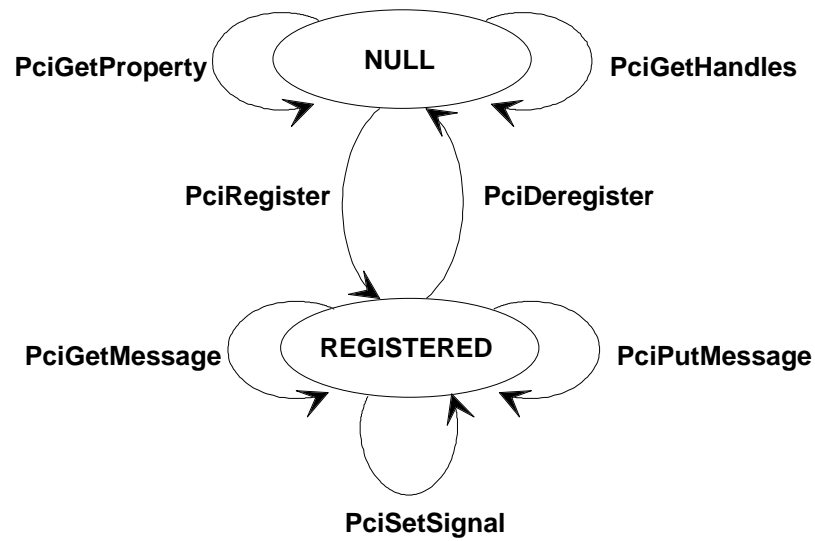 NULL
PciGetProperty
PciGetHandles
PciRegister
PciDeregister
REGISTERED
PciGetMessage
PciPutMessage
PciSetSignal